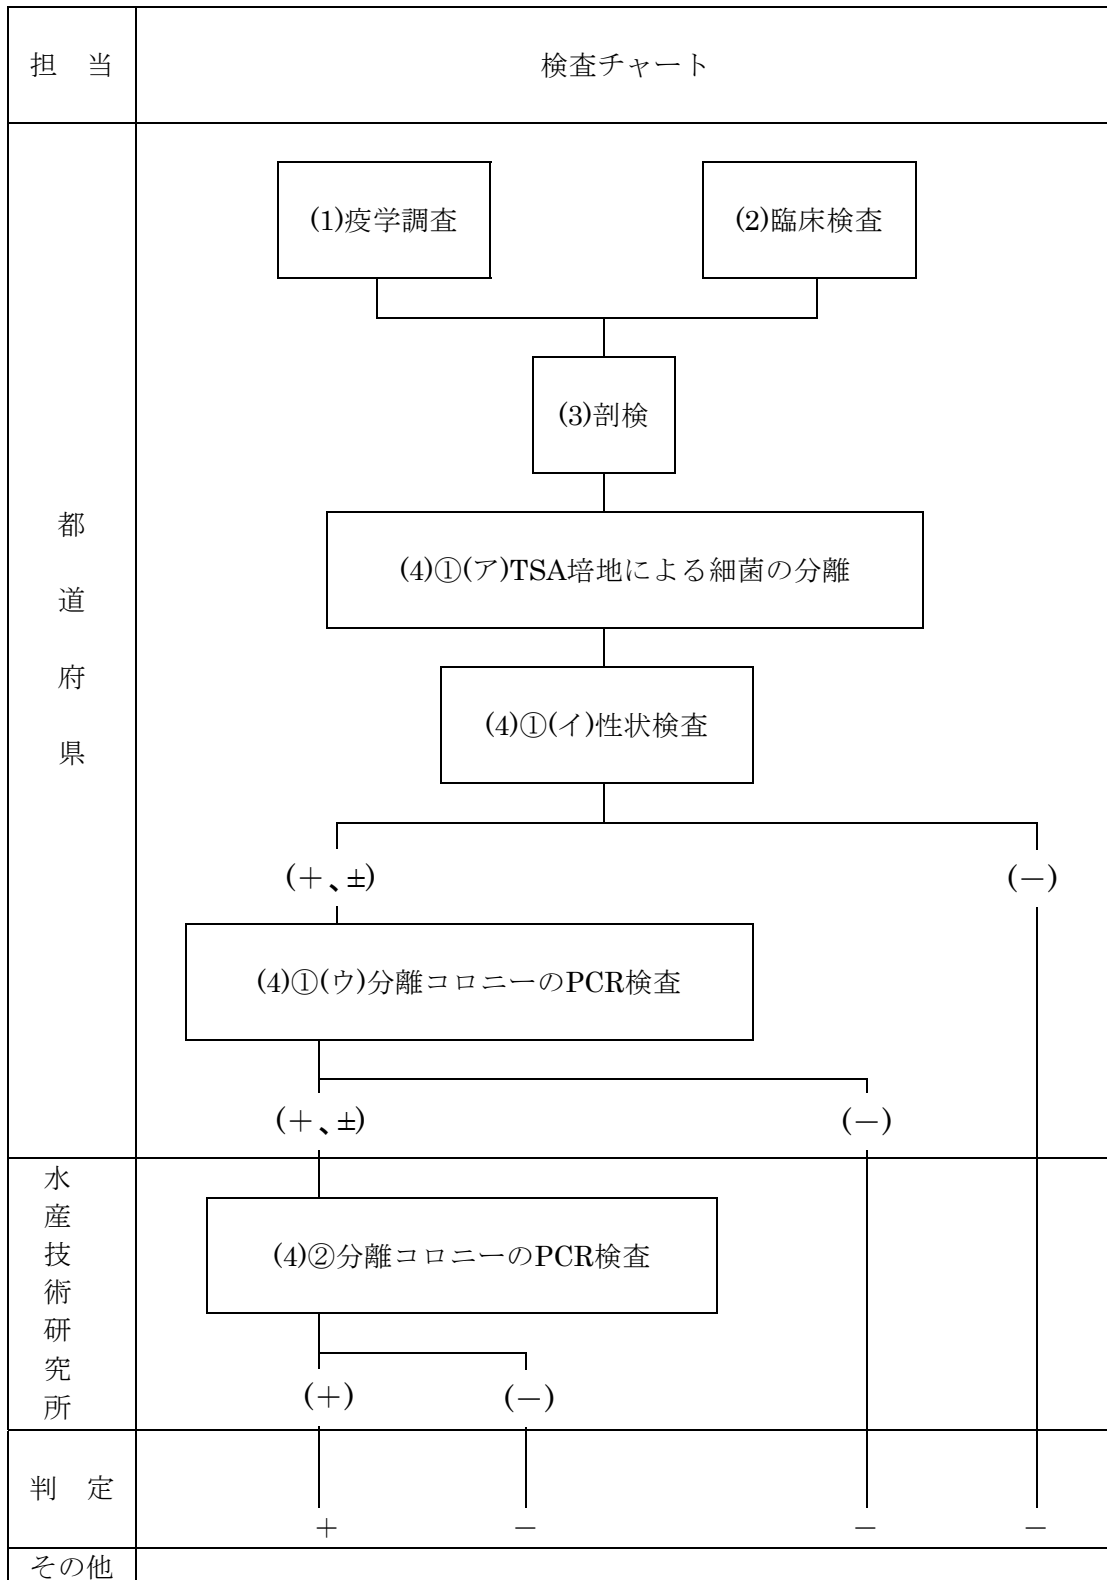 担　当
検査チャート
都道府県
(1)疫学調査
(2)臨床検査
(3)剖検
(4)①(ア)TSA培地による細菌の分離
(4)①(イ)性状検査
(＋、±)
(－)
(4)①(ウ)分離コロニーのPCR検査
(＋、±)
(－)
水産技術研究所
(4)②分離コロニーのPCR検査
(＋)
(－)
判　定
＋
－
－
－
その他